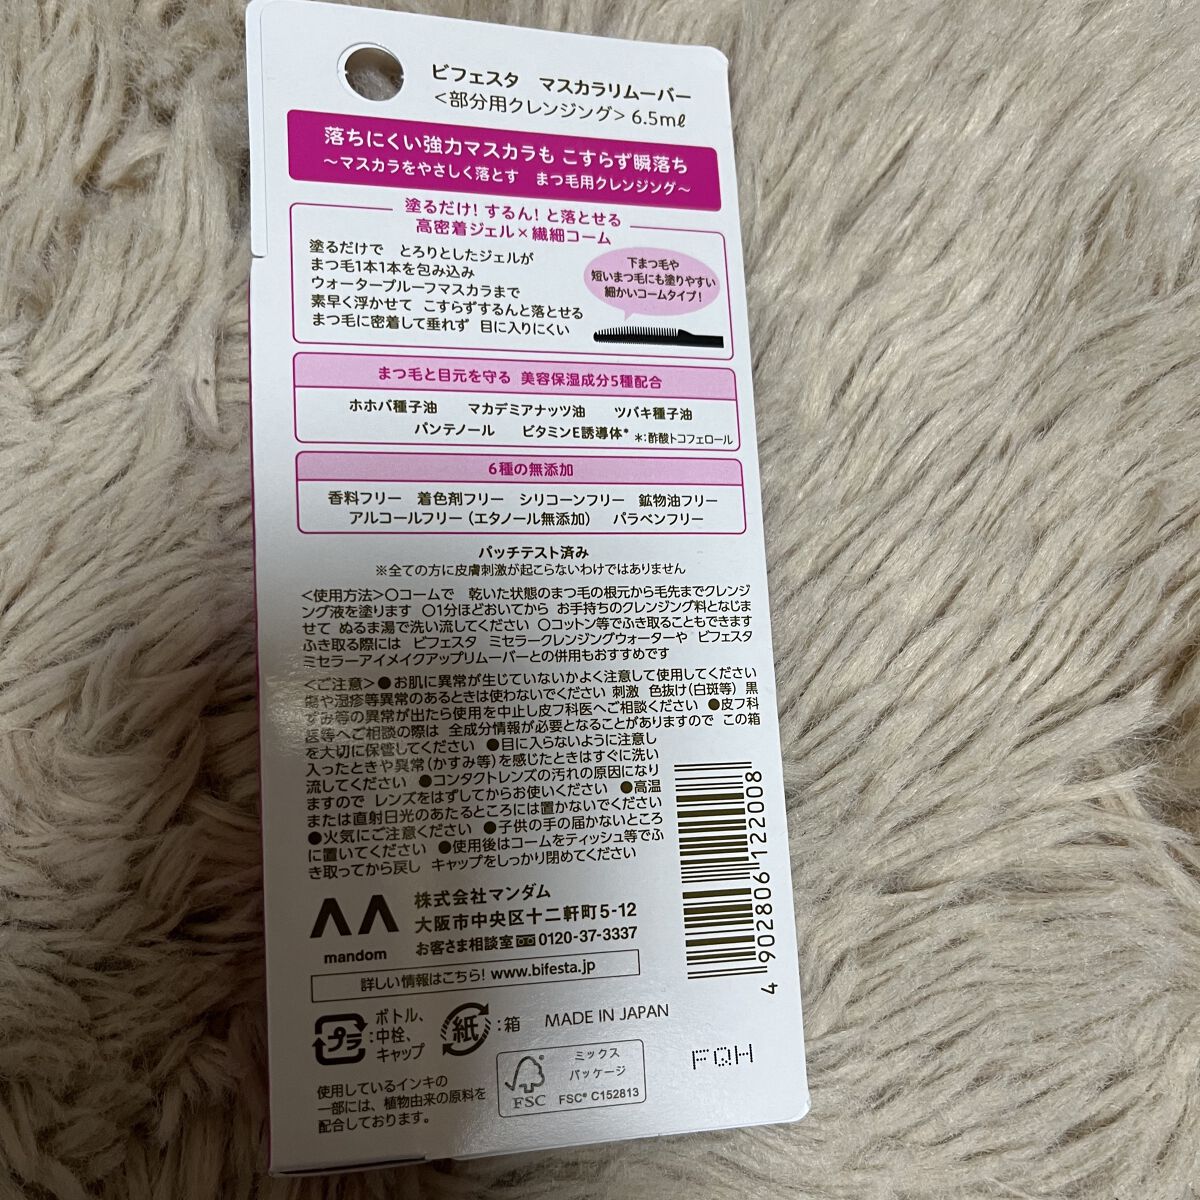 ビフェスタ　マスカラリムーバー
＜部分用クレンジング＞6.5mℓ
落ちにくい強力マスカラも こすらず瞬落ち
～マスカラをやさしく落とす　まつ毛用クレンジング～
塗るだけ！するん！と落とせる
高密着ジェル×繊細コーム
塗るだけで　とろりとしたジェルが
まつ毛1本1本を包み込み
ウォータープルーフマスカラまで
素早く浮かせて　こすらずするんと落とせる
まつ毛に密着して垂れず　目に入りにくい
下まつ毛や
短いまつ毛にも塗りやすい
細かいコームタイプ！
まつ毛と目元を守る　美容保湿成分5種配合
ホホバ種子油　マカデミアナッツ油　ツバキ種子油
パンテノール　ビタミンE誘導体*　＊：酢酸トコフェロール
6種の無添加
香料フリー　着色剤フリー　シリコーンフリー　鉱物油フリー
アルコールフリー（エタノール無添加）　パラベンフリー
パッチテスト済み
※全ての方に皮膚刺激が起こらないわけではありません
＜使用方法＞○コームで　乾いた状態のまつ毛の根元から毛先までクレンジ
ング液を塗ります　○1分ほどおいてから　お手持ちのクレンジング料となじま
せて　ぬるま湯で洗い流してください　○コットン等でふき取ることもできます
ふき取る際には　ビフェスタ　ミセラークレンジングウォーターや　ビフェスタ
ミセラーアイメイクアップリムーバーとの併用もおすすめです
＜ご注意＞●お肌に異常が生じていないかよく注意して使用してください
傷や湿疹等異常のあるときは使わないでください 刺激　色抜け（白斑等）黒
ずみ等の異常が出たら使用を中止し皮フ科医へご相談ください　●皮フ科
医等へご相談の際は　全成分情報が必要となることがありますので　この箱
を大切に保管してください　●目に入らないように注意し
入ったときや異常（かすみ等）を感じたときはすぐに洗い
流してください　●コンタクトレンズの汚れの原因になり
ますので　レンズをはずしてからお使いください　●高温
または直射日光のあたるところには置かないでください
●火気にご注意ください　●子供の手の届かないところ
に置いてください　●使用後はコームをティッシュ等でふ
き取ってから戻し　キャップをしっかり閉めてください
mandom
株式会社マンダム
大阪市中央区十二軒町5-12
お客さま相談室 0120-37-3337
詳しい情報はこちら！ www.bifesta.jp
4 902806 122008
プラ
：ボトル、
中栓、
キャップ
紙：箱
MADE IN JAPAN
使用しているインキの
一部には、植物由来の原料を
配合しております。
FSC
ミックス
パッケージ
FSC® C152813
FQH